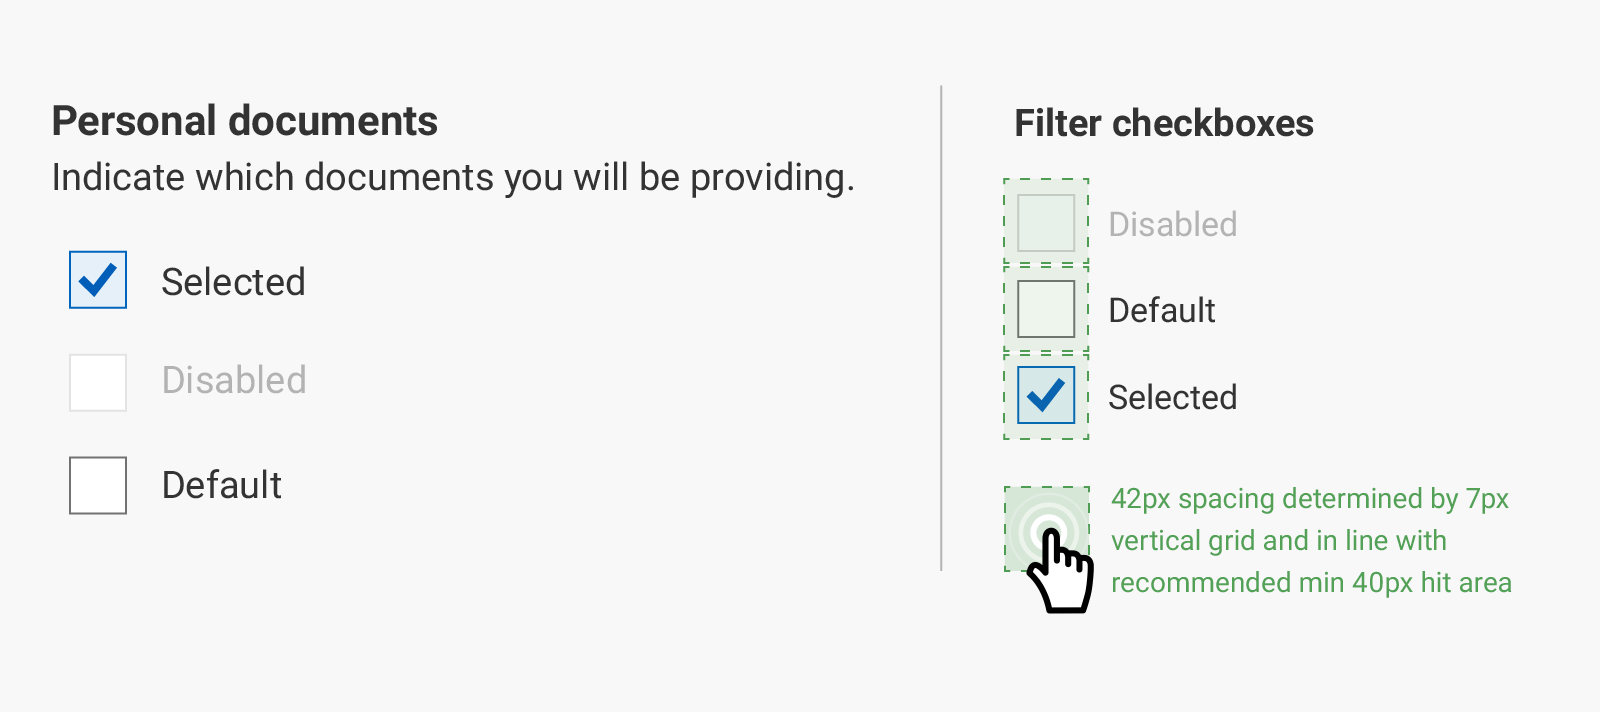 Personal documents
Indicate which documents you will be providing.
Selected
Disabled
Default
Filter checkboxes
Disabled
Default
Selected
42px spacing determined by 7px
vertical grid and in line with
recommended min 40px hit area